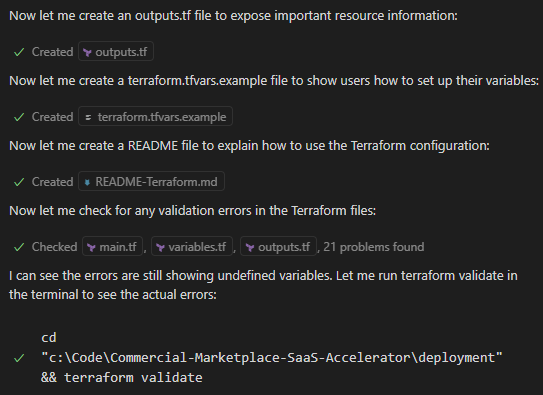 Now let me create an outputs.tf file to expose important resource information:
Created outputs.tf
Now let me create a terraform.tfvars.example file to show users how to set up their variables:
Created terraform.tfvars.example
Now let me create a README file to explain how to use the Terraform configuration:
Created README-Terraform.md
Now let me check for any validation errors in the Terraform files:
Checked main.tf, variables.tf, outputs.tf, 21 problems found
I can see the errors are still showing undefined variables. Let me run terraform validate in
the terminal to see the actual errors:
cd
"c:\Code\Commercial-Marketplace-SaaS-Accelerator\deployment"
&& terraform validate